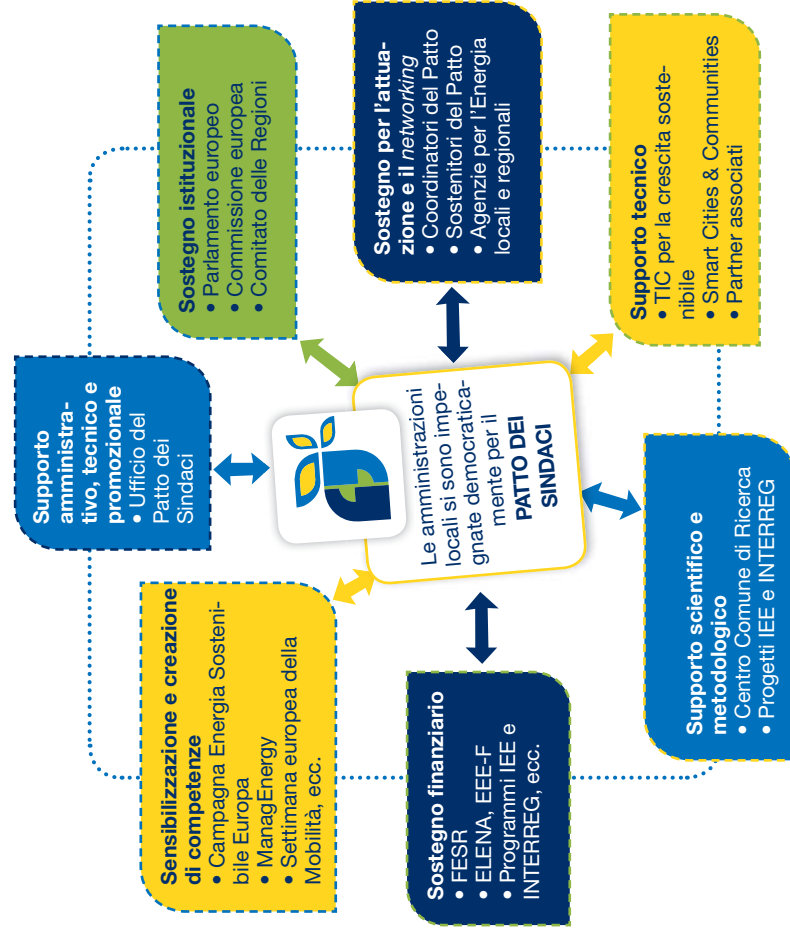 Supporto
amministra-
tivo, tecnico e
promozionale
• Ufficio del
Patto dei
Sindaci
Sostegno istituzionale
• Parlamento europeo
• Commissione europea
• Comitato delle Regioni
Sostegno per l'attua-
zione e il networking
• Coordinatori del Patto
• Sostenitori del Patto
• Agenzie per l'Energia
locali e regionali
Supporto tecnico
• TIC per la crescita soste-
nibile
• Smart Cities & Communities
• Partner associati
Supporto scientifico e
metodologico
• Centro Comune di Ricerca
• Progetti IEE e INTERREG
Sostegno finanziario
• FESR
• ELENA, EEE-F
• Programmi IEE e
INTERREG, ecc.
Sensibilizzazione e creazione
di competenze
• Campagna Energia Sosteni-
bile Europa
• ManagEnergy
• Settimana europea della
Mobilità, ecc.
Le amministrazioni
locali si sono impe-
gnate democratica-
mente per il
PATTO DEI
SINDACI